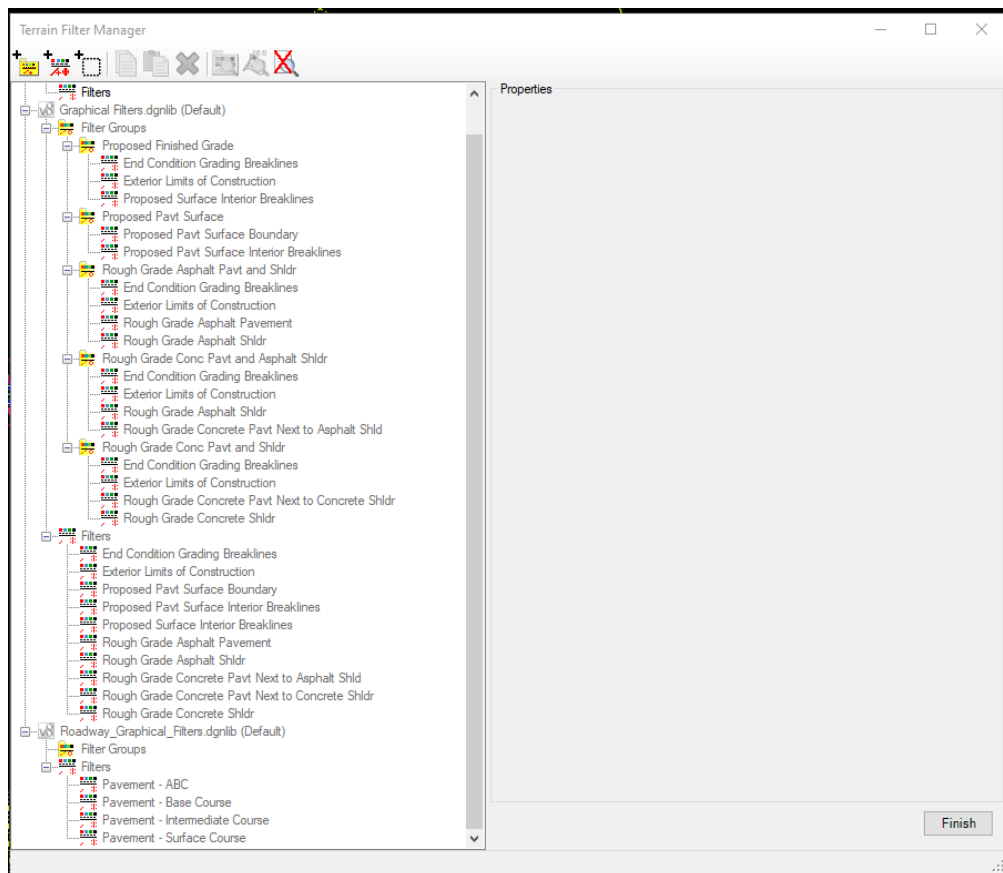 Terrain Filter Manager
Filters
Graphical Filters.dgnlib (Default)
Filter Groups
Proposed Finished Grade
End Condition Grading Breaklines
Exterior Limits of Construction
Proposed Surface Interior Breaklines
Proposed Pavt Surface
Proposed Pavt Surface Boundary
Proposed Pavt Surface Interior Breaklines
Rough Grade Asphalt Pavt and Shldr
End Condition Grading Breaklines
Exterior Limits of Construction
Rough Grade Asphalt Pavement
Rough Grade Asphalt Shldr
Rough Grade Conc Pavt and Asphalt Shldr
End Condition Grading Breaklines
Exterior Limits of Construction
Rough Grade Asphalt Shldr
Rough Grade Concrete Pavt Next to Asphalt Shld
Rough Grade Conc Pavt and Shldr
End Condition Grading Breaklines
Exterior Limits of Construction
Rough Grade Concrete Pavt Next to Concrete Shldr
Rough Grade Concrete Shldr
Filters
End Condition Grading Breaklines
Exterior Limits of Construction
Proposed Pavt Surface Boundary
Proposed Pavt Surface Interior Breaklines
Proposed Surface Interior Breaklines
Rough Grade Asphalt Pavement
Rough Grade Asphalt Shldr
Rough Grade Concrete Pavt Next to Asphalt Shld
Rough Grade Concrete Pavt Next to Concrete Shldr
Rough Grade Concrete Shldr
Roadway_Graphical_Filters.dgnlib (Default)
Filter Groups
Filters
Pavement - ABC
Pavement - Base Course
Pavement - Intermediate Course
Pavement - Surface Course
Properties
Finish